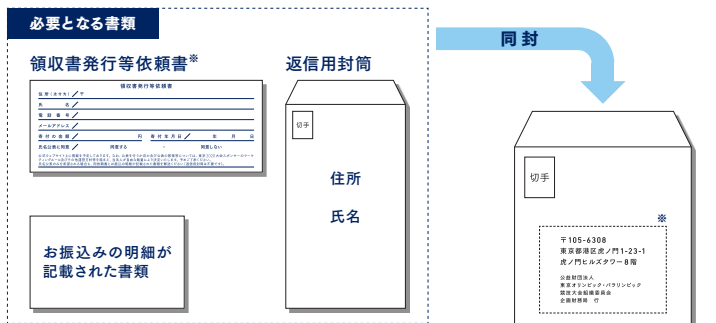 必要となる書類
同封
領収書発行等依頼書※
返信用封筒
領収書発行等依頼書
住所(送付先) 〒
氏名
電話番号
メールアドレス
寄付の金額 円 寄付年月日 年 月 日
氏名公表に同意 同意する ・ 同意しない
切手
住所
氏名
お振込みの明細が
記載された書類
切手
※
〒105-6308
東京都港区虎ノ門1-23-1
虎ノ門ヒルズタワー8階
公益財団法人
東京オリンピック・パラリンピック
競技大会組織委員会
企画財務局 行